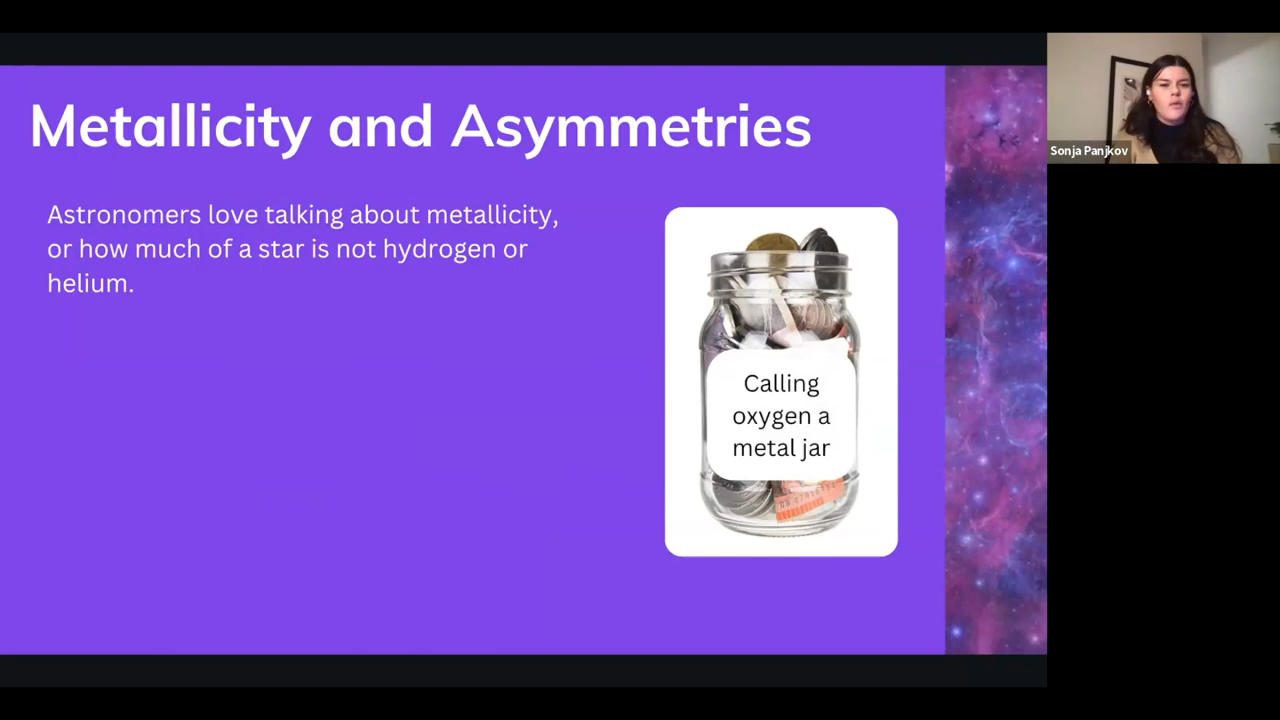 Metallicity and Asymmetries
Astronomers love talking about metallicity,
or how much of a star is not hydrogen or
helium.
Calling
oxygen a
metal jar
Sonja Panjkov